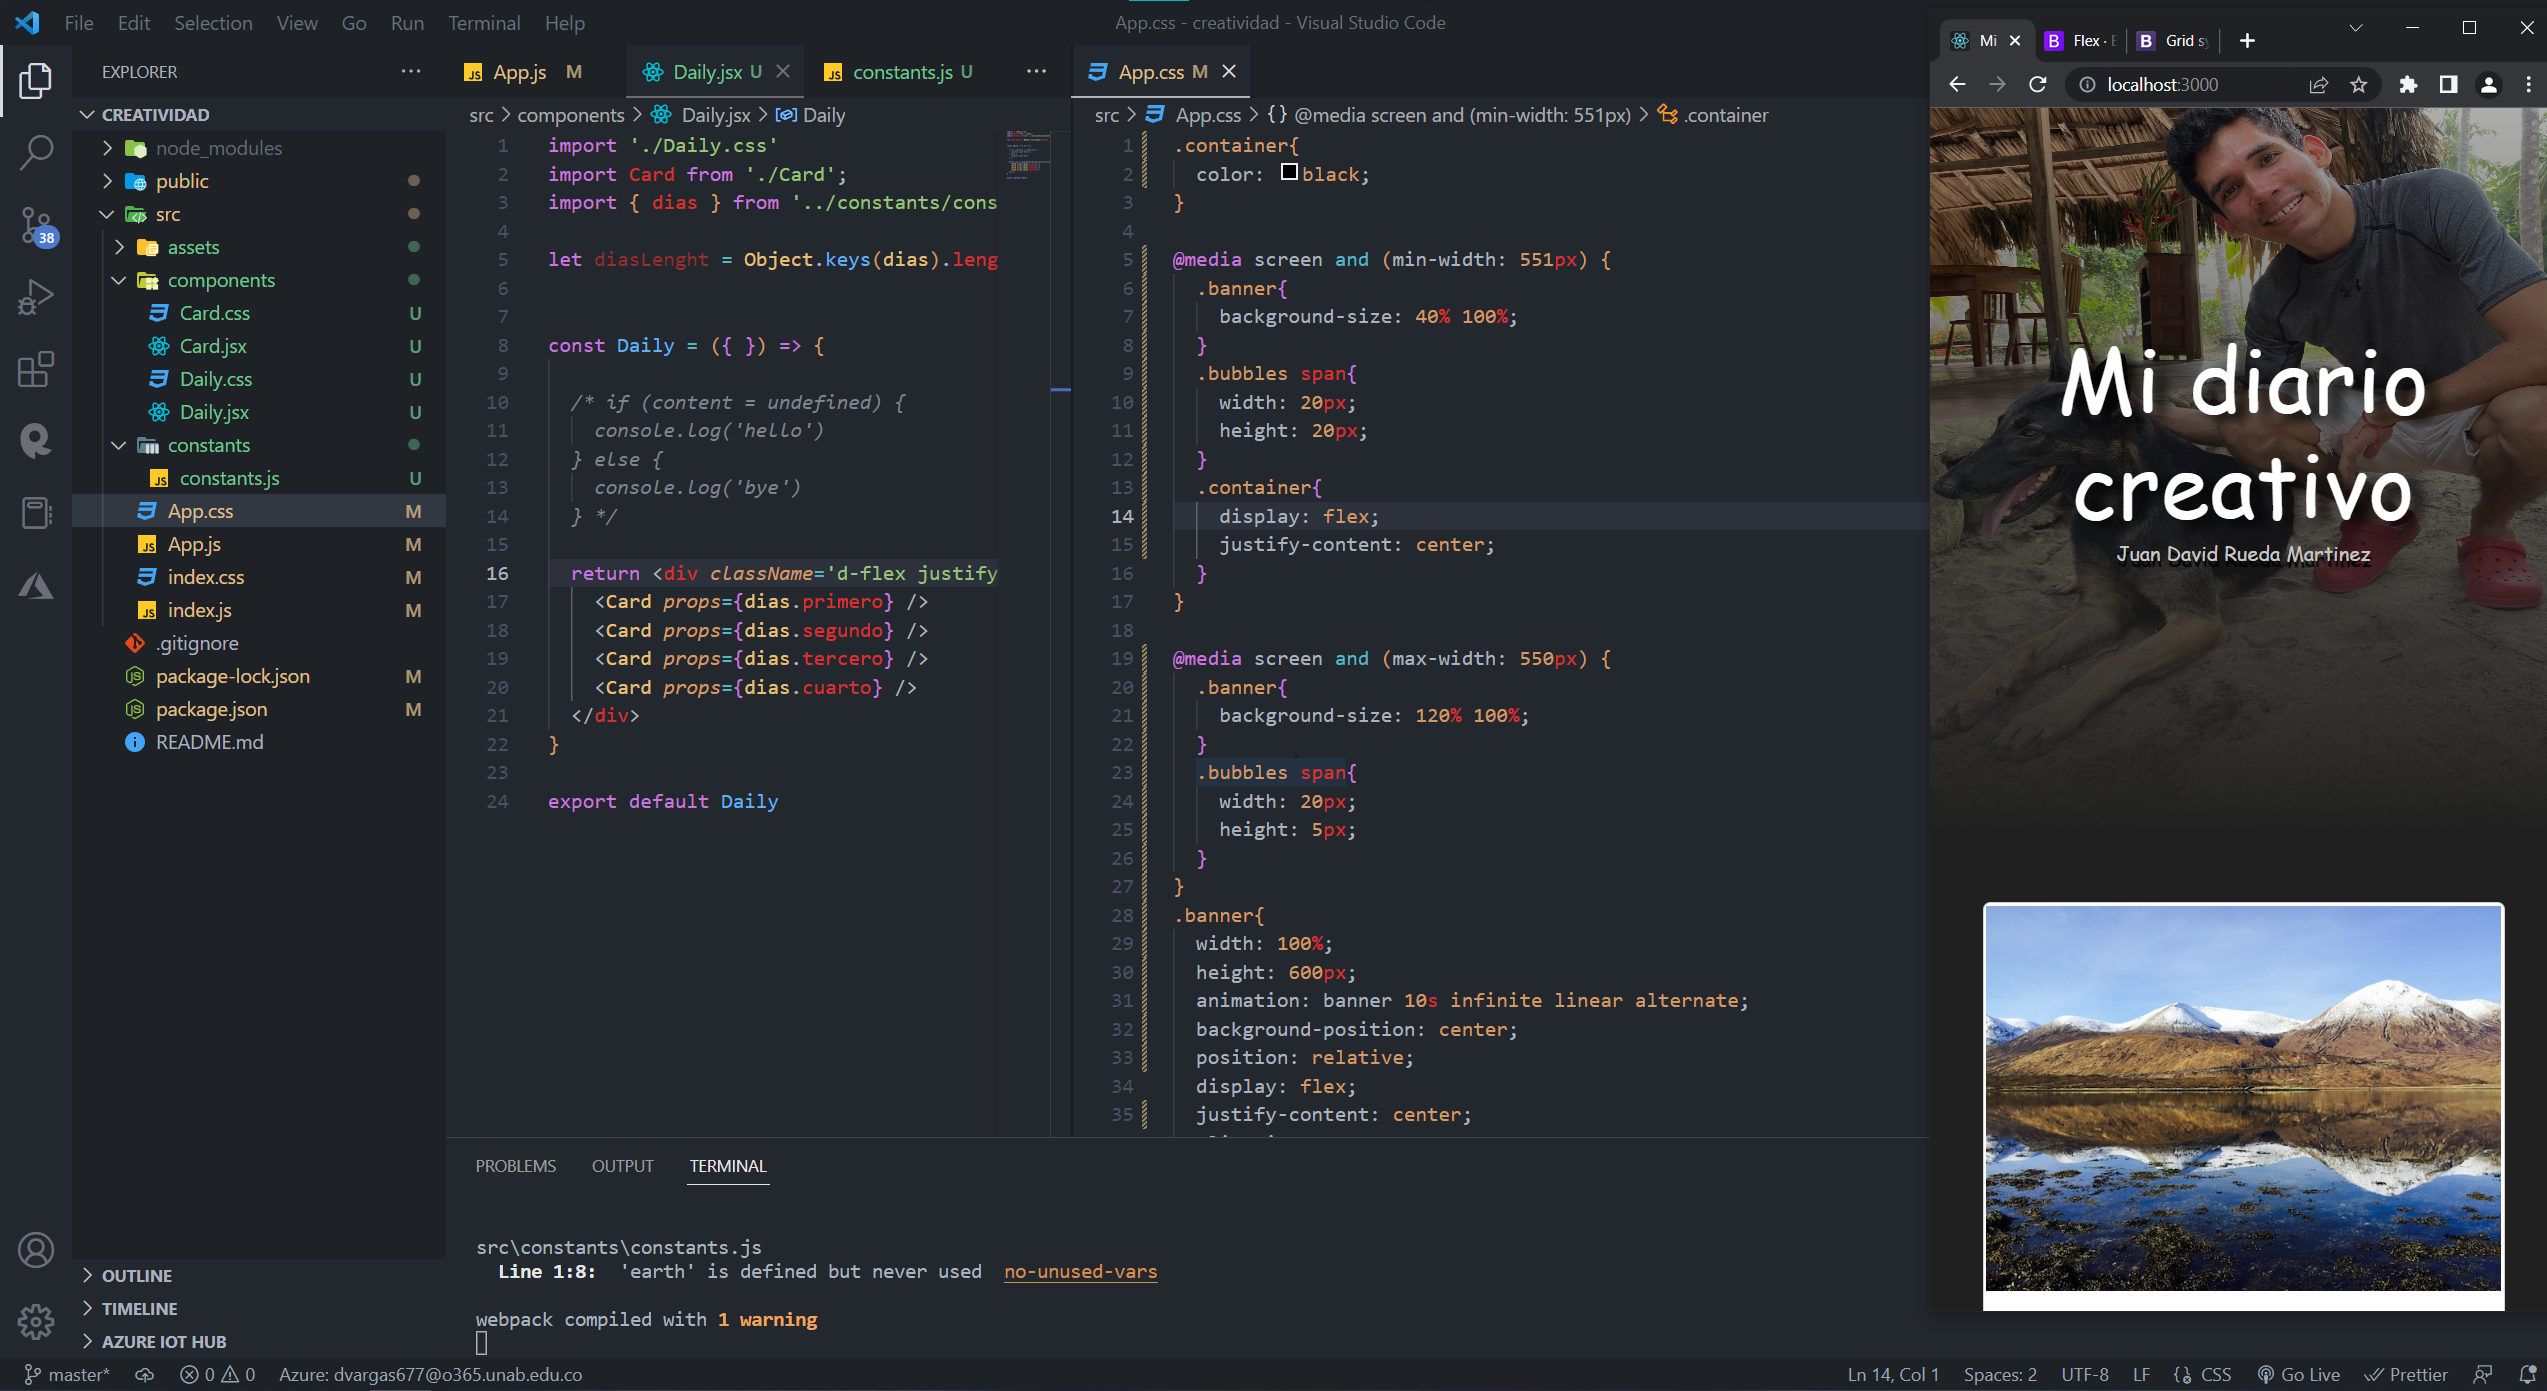 File Edit Selection View Go Run Terminal Help
App.css - creatividad - Visual Studio Code
EXPLORER
CREATIVIDAD
node_modules
public
src
assets
components
Card.css U
Card.jsx U
Daily.css U
Daily.jsx U
constants
constants.js U
App.css M
App.js M
index.css M
index.js M
.gitignore
package-lock.json M
package.json M
README.md
OUTLINE
TIMELINE
AZURE IOT HUB
38
App.js M
Daily.jsx U
constants.js U
src > components > Daily.jsx > Daily
1 import './Daily.css'
2 import Card from './Card';
3 import { dias } from '../constants/cons
4
5 let diasLenght = Object.keys(dias).leng
6
7
8 const Daily = ({ }) => {
9
10 /* if (content = undefined) {
11 console.log('hello')
12 } else {
13 console.log('bye')
14 } */
15
16 return <div className='d-flex justify
17 <Card props={dias.primero} />
18 <Card props={dias.segundo} />
19 <Card props={dias.tercero} />
20 <Card props={dias.cuarto} />
21 </div>
22 }
23
24 export default Daily
App.css M
src > App.css > {} @media screen and (min-width: 551px) > .container
1 .container{
2 color: black;
3 }
4
5 @media screen and (min-width: 551px) {
6 .banner{
7 background-size: 40% 100%;
8 }
9 .bubbles span{
10 width: 20px;
11 height: 20px;
12 }
13 .container{
14 display: flex;
15 justify-content: center;
16 }
17 }
18
19 @media screen and (max-width: 550px) {
20 .banner{
21 background-size: 120% 100%;
22 }
23 .bubbles span{
24 width: 20px;
25 height: 5px;
26 }
27 }
28 .banner{
29 width: 100%;
30 height: 600px;
31 animation: banner 10s infinite linear alternate;
32 background-position: center;
33 position: relative;
34 display: flex;
35 justify-content: center;
PROBLEMS OUTPUT TERMINAL
src\constants\constants.js
Line 1:8: 'earth' is defined but never used no-unused-vars
webpack compiled with 1 warning
master* 0 0 Azure: dvargas677@o365.unab.edu.co
Ln 14, Col 1 Spaces: 2 UTF-8 LF CSS Go Live Prettier
Mi
Flex ·
Grid
localhost:3000
Mi diario
creativo
Juan David Rueda Martinez